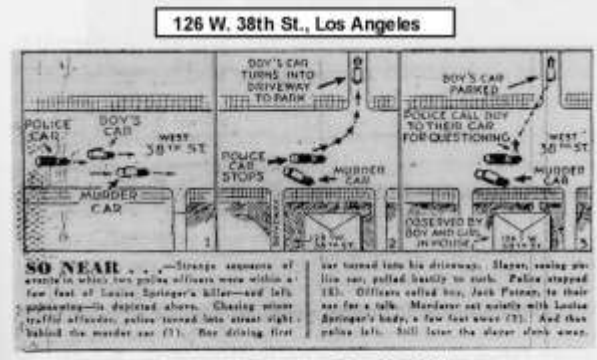 126 W. 38th St., Los Angeles
POLICE
CAR
BOY'S
CAR
WEST
38TH ST.
MURDER
CAR
1
BOY'S CAR
TURNS INTO
DRIVEWAY
TO PARK
POLICE
CAR
STOPS
MURDER
CAR
2
BOY'S CAR
PARKED
POLICE CALL BOY
TO THEIR CAR
FOR QUESTIONING
WEST
38TH ST.
MURDER
CAR
OBSERVED BY
BOY AND GIRL
IN HOUSE
3
SO NEAR . . .—Strange sequence of
events in which two police officers were within a
few feet of Louise Springer's killer—and left
unknowing—is depicted above. Chasing minor
traffic offender, police turned into street right
behind the murder car (1). Boy driving first
car turned into his driveway. Slayer, seeing po-
lice car, pulled hastily to curb. Police stopped
(2). Officers called boy, Jack Putney, to their
car for a talk. Murderer sat quietly with Louise
Springer's body, a few feet away (3). And then
police left. Still later the slayer slunk away.